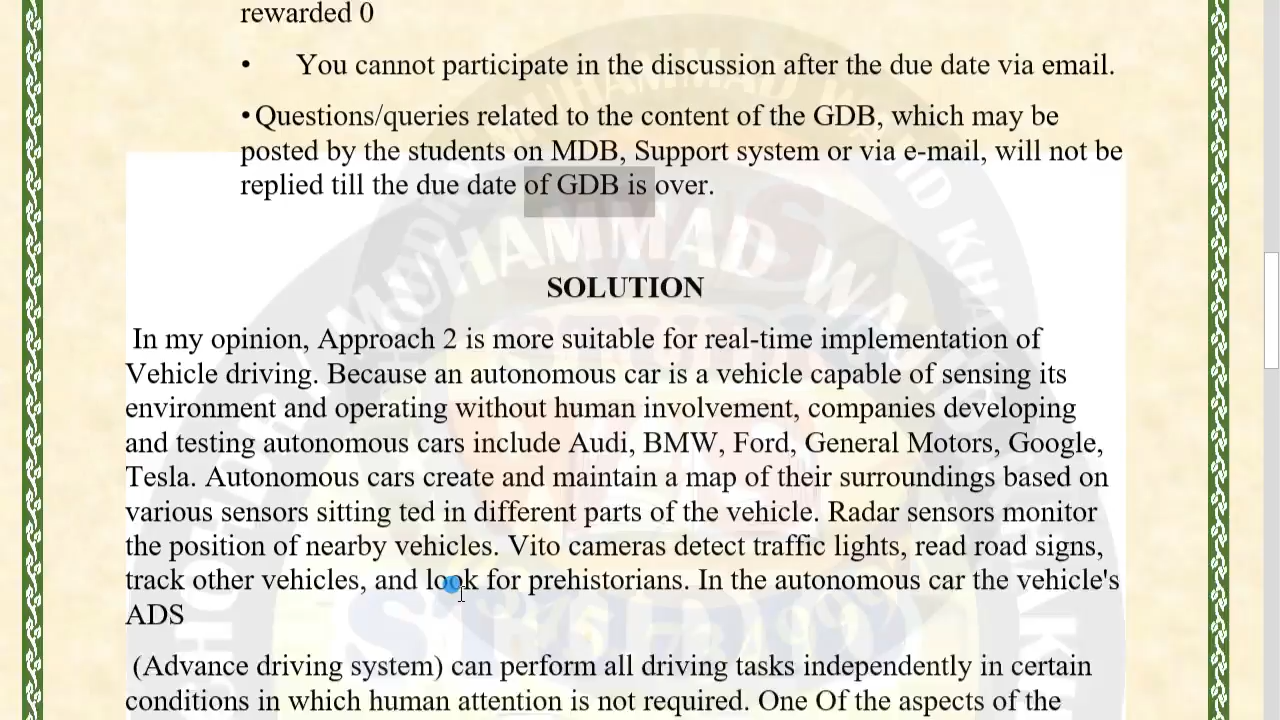 rewarded 0
• You cannot participate in the discussion after the due date via email.
• Questions/queries related to the content of the GDB, which may be
posted by the students on MDB, Support system or via e-mail, will not be
replied till the due date of GDB is over.
SOLUTION
In my opinion, Approach 2 is more suitable for real-time implementation of
Vehicle driving. Because an autonomous car is a vehicle capable of sensing its
environment and operating without human involvement, companies developing
and testing autonomous cars include Audi, BMW, Ford, General Motors, Google,
Tesla. Autonomous cars create and maintain a map of their surroundings based on
various sensors sitting ted in different parts of the vehicle. Radar sensors monitor
the position of nearby vehicles. Vito cameras detect traffic lights, read road signs,
track other vehicles, and look for prehistorians. In the autonomous car the vehicle's
ADS
(Advance driving system) can perform all driving tasks independently in certain
conditions in which human attention is not required. One Of the aspects of the
MUHAMMAD